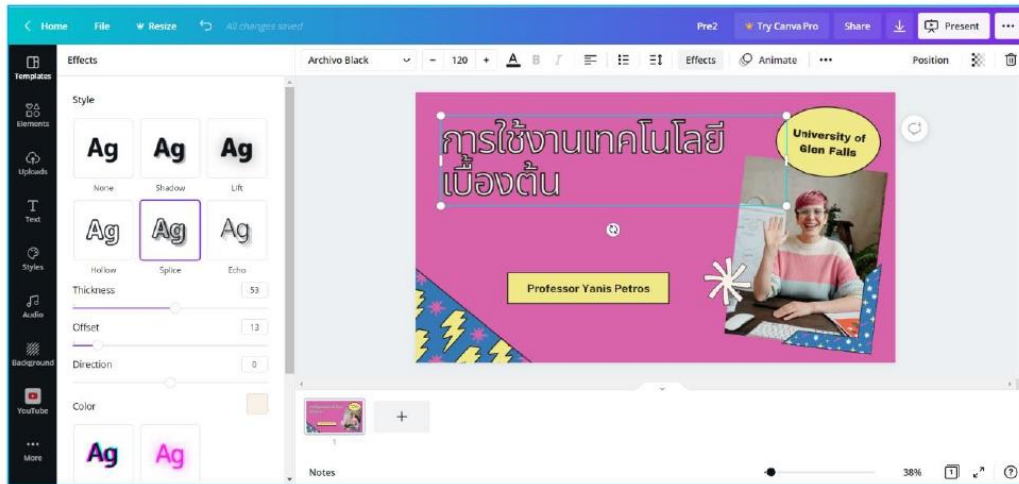 Home File Resize All changes saved Pre2 Try Canva Pro Share Present
Effects Archivo Black - 120 + A B I Effects Animate Position
Templates
Elements
Uploads
Text
Styles
Audio
Background
YouTube
More
Style
Ag Ag Ag
None Shadow Lift
Ag Ag Ag
Hollow Splice Echo
Thickness 53
Offset 13
Direction 0
Color
Ag Ag
การใช้งานเทคโนโลยี
เบื้องต้น
University of
Glen Falls
Professor Yanis Petros
+
1
Notes 38% 1 ?